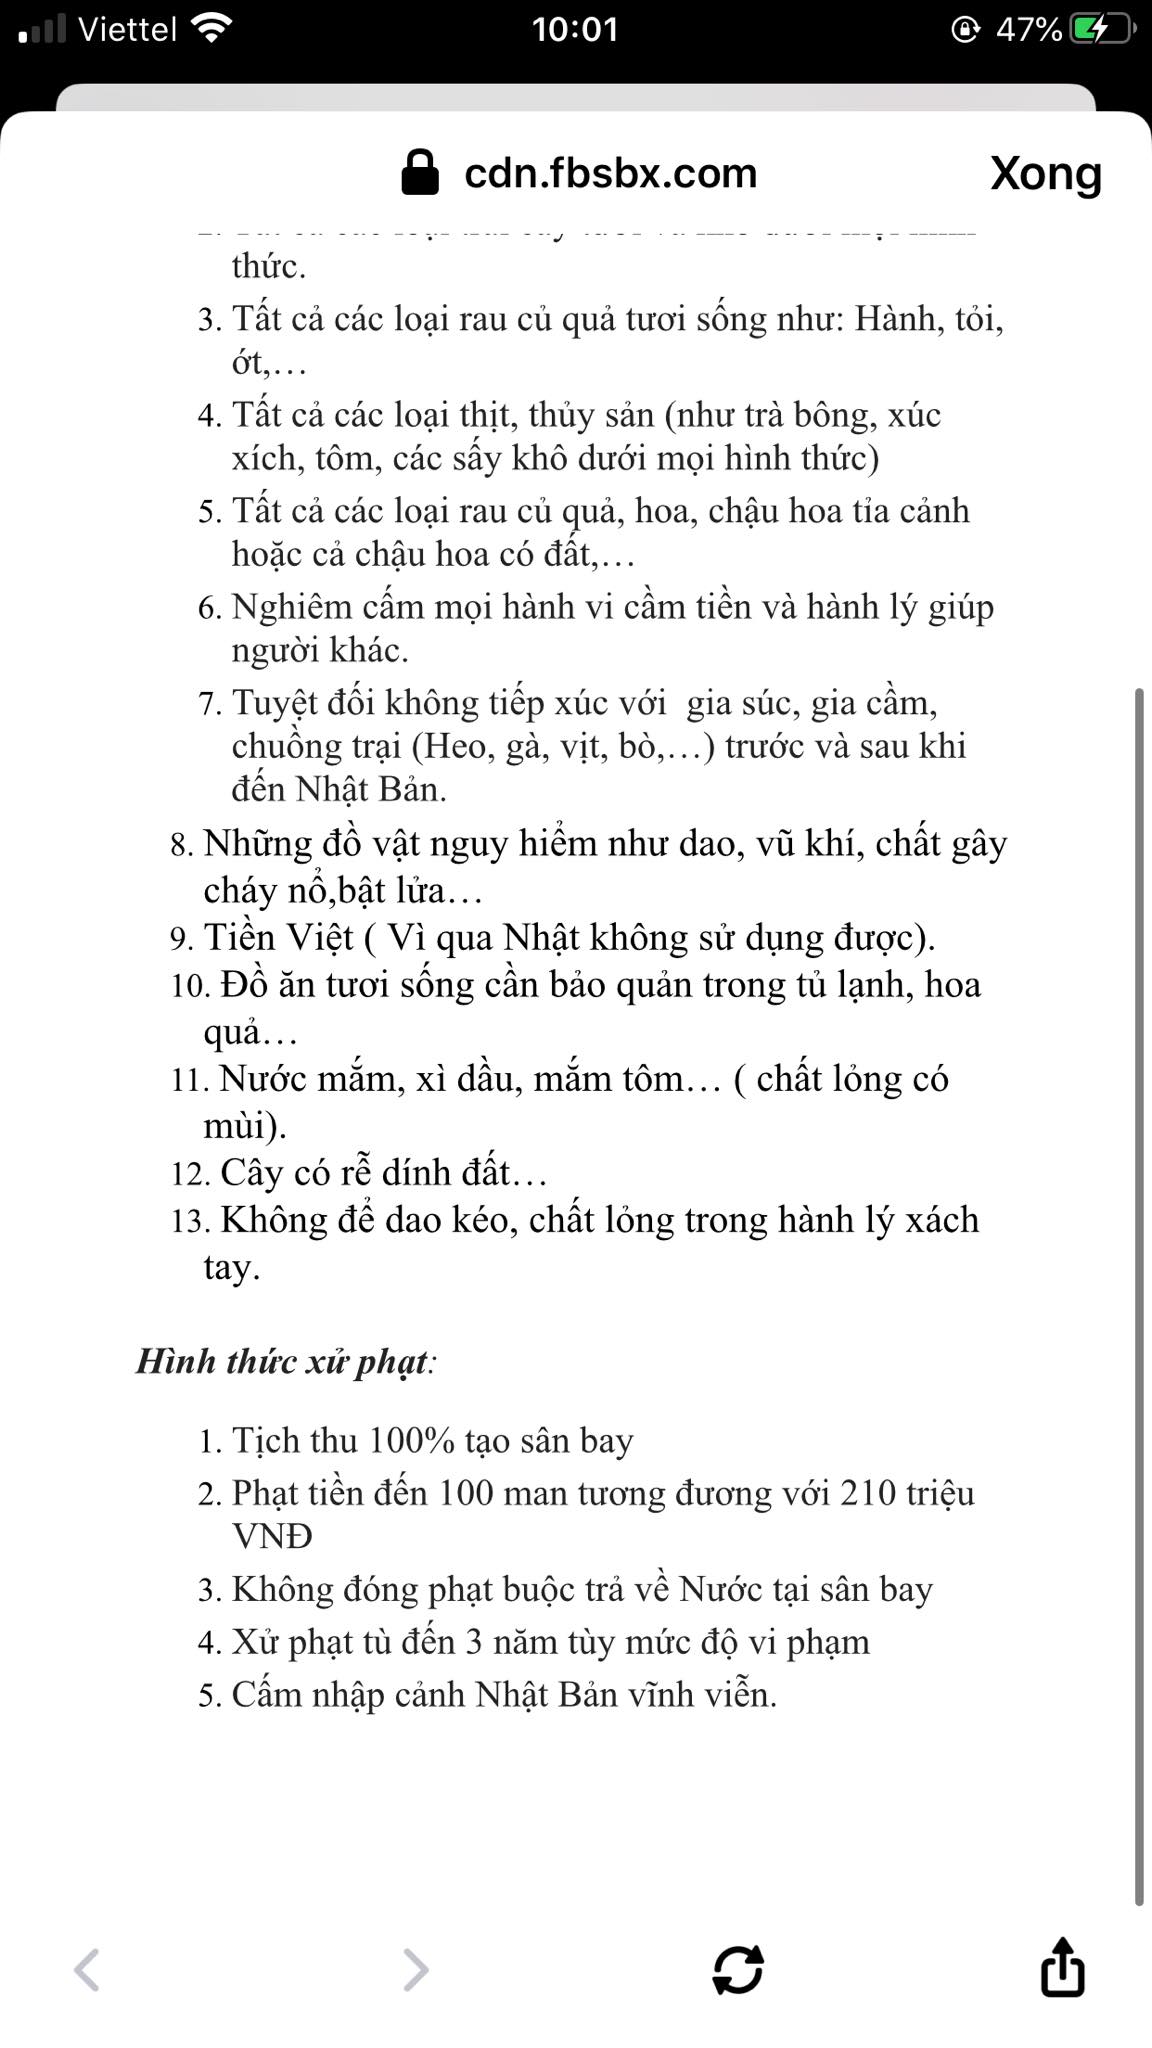 Viettel
10:01
47%
cdn.fbsbx.com
Xong
thức.
3. Tất cả các loại rau củ quả tươi sống như: Hành, tỏi,
ớt,…
4. Tất cả các loại thịt, thủy sản (như trà bông, xúc
xích, tôm, các sấy khô dưới mọi hình thức)
5. Tất cả các loại rau củ quả, hoa, chậu hoa tỉa cảnh
hoặc cả chậu hoa có đất,…
6. Nghiêm cấm mọi hành vi cầm tiền và hành lý giúp
người khác.
7. Tuyệt đối không tiếp xúc với gia súc, gia cầm,
chuồng trại (Heo, gà, vịt, bò,…) trước và sau khi
đến Nhật Bản.
8. Những đồ vật nguy hiểm như dao, vũ khí, chất gây
cháy nổ,bật lửa…
9. Tiền Việt ( Vì qua Nhật không sử dụng được).
10. Đồ ăn tươi sống cần bảo quản trong tủ lạnh, hoa
quả…
11. Nước mắm, xì dầu, mắm tôm… ( chất lỏng có
mùi).
12. Cây có rễ dính đất…
13. Không để dao kéo, chất lỏng trong hành lý xách
tay.
Hình thức xử phạt:
1. Tịch thu 100% tạo sân bay
2. Phạt tiền đến 100 man tương đương với 210 triệu
VNĐ
3. Không đóng phạt buộc trả về Nước tại sân bay
4. Xử phạt tù đến 3 năm tùy mức độ vi phạm
5. Cấm nhập cảnh Nhật Bản vĩnh viễn.